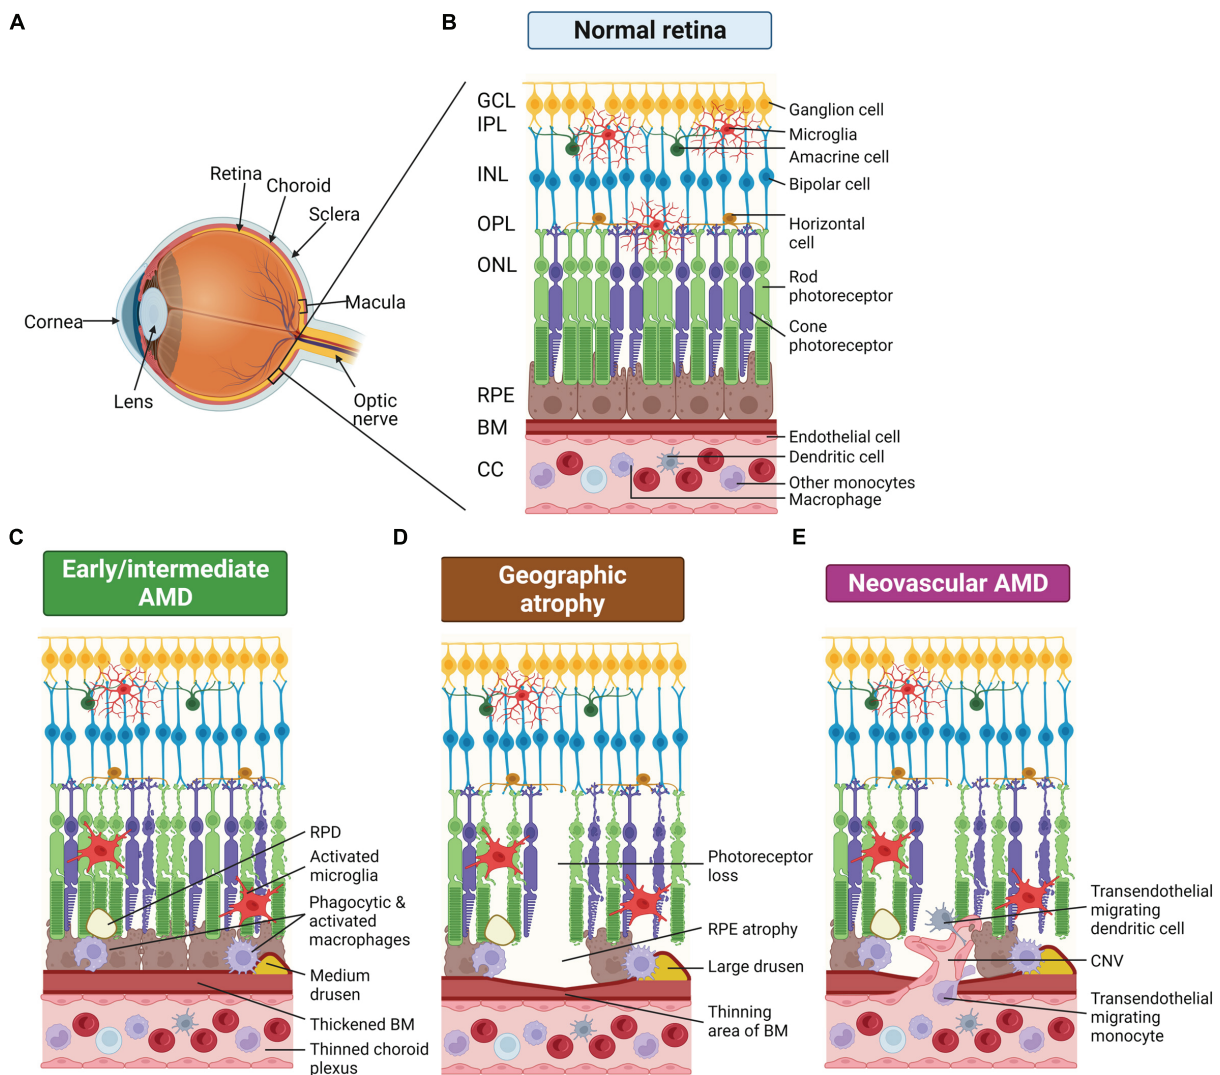 A
Retina
Choroid
Sclera
Macula
Cornea
Lens
Optic
nerve
B
Normal retina
GCL
IPL
INL
OPL
ONL
RPE
BM
CC
Ganglion cell
Microglia
Amacrine cell
Bipolar cell
Horizontal
cell
Rod
photoreceptor
Cone
photoreceptor
Endothelial cell
Dendritic cell
Other monocytes
Macrophage
C
Early/intermediate
AMD
RPD
Activated
microglia
Phagocytic &
activated
macrophages
Medium
drusen
Thickened BM
Thinned choroid
plexus
D
Geographic
atrophy
Photoreceptor
loss
RPE atrophy
Large drusen
Thinning
area of BM
E
Neovascular AMD
Transendothelial
migrating
dendritic cell
CNV
Transendothelial
migrating
monocyte